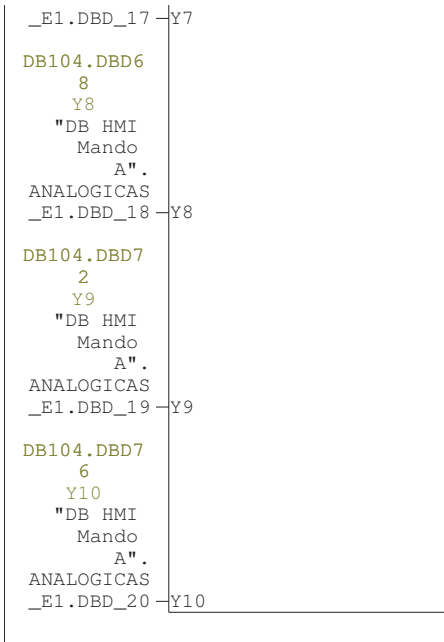 _E1.DBD_17 Y7
DB104.DBD6
8
Y8
"DB HMI
Mando
A".
ANALOGICAS
_E1.DBD_18 Y8
DB104.DBD7
2
Y9
"DB HMI
Mando
A".
ANALOGICAS
_E1.DBD_19 Y9
DB104.DBD7
6
Y10
"DB HMI
Mando
A".
ANALOGICAS
_E1.DBD_20 Y10